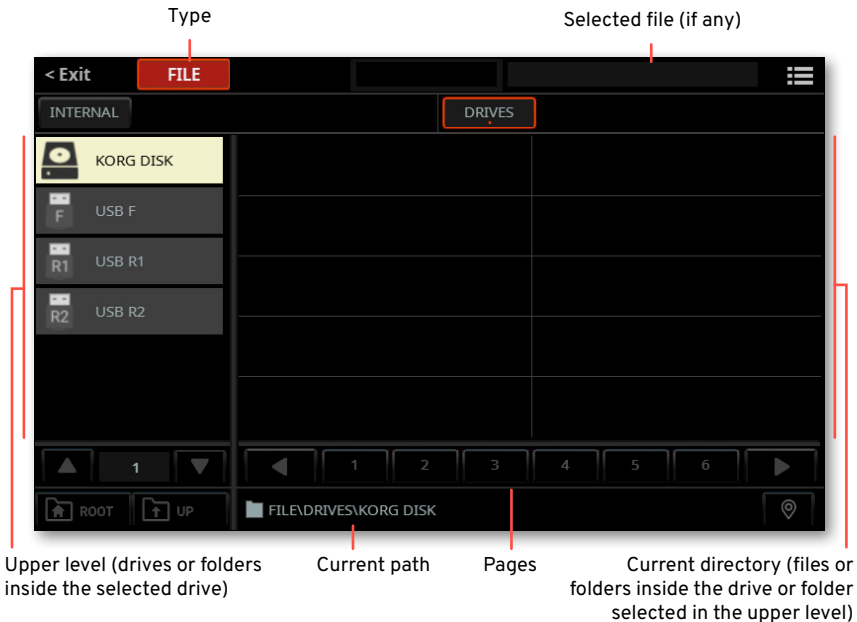 Type
Selected file (if any)
< Exit
FILE
INTERNAL
DRIVES
KORG DISK
F
USB F
R1
USB R1
R2
USB R2
1
1
2
3
4
5
6
ROOT
UP
FILE\DRIVES\KORG DISK
Upper level (drives or folders
inside the selected drive)
Current path
Pages
Current directory (files or
folders inside the drive or folder
selected in the upper level)